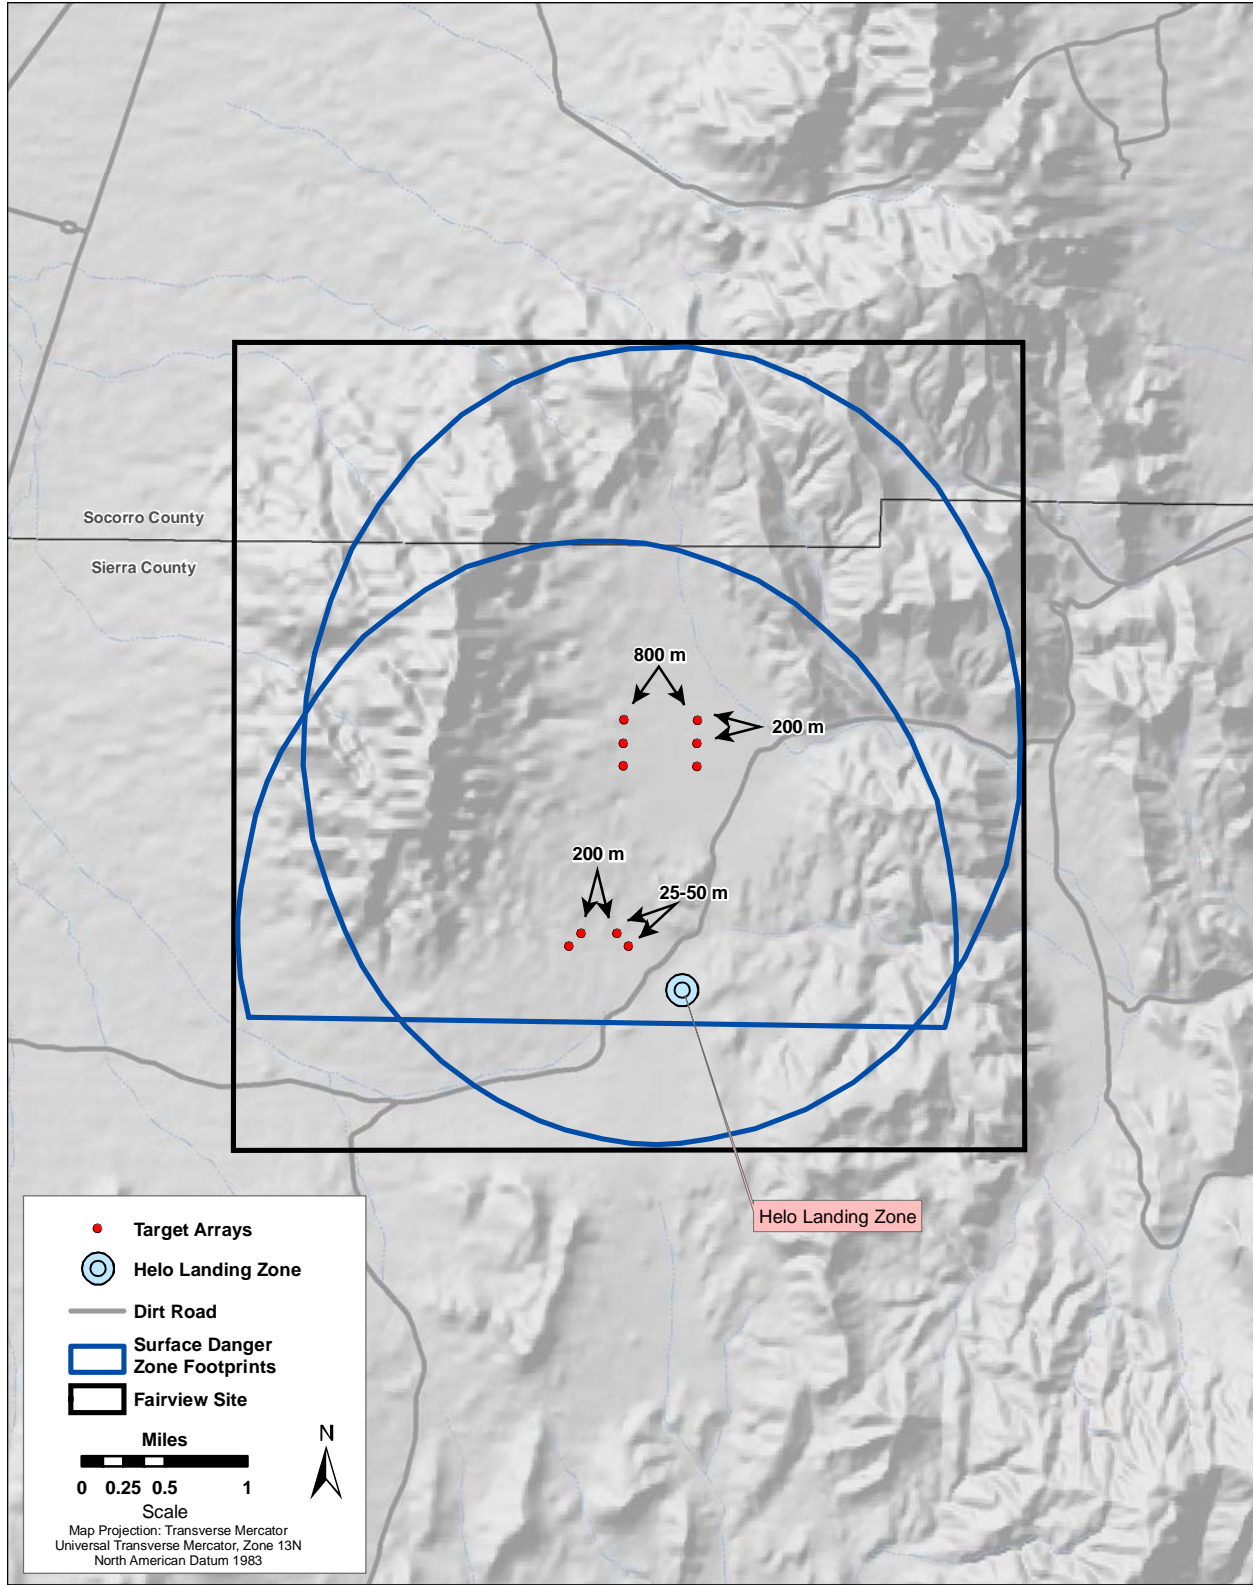 Socorro County
Sierra County
800 m
200 m
200 m
25-50 m
Helo Landing Zone
Target Arrays
Helo Landing Zone
Dirt Road
Surface Danger
Zone Footprints
Fairview Site
Miles
N
0 0.25 0.5 1
Scale
Map Projection: Transverse Mercator
Universal Transverse Mercator, Zone 13N
North American Datum 1983